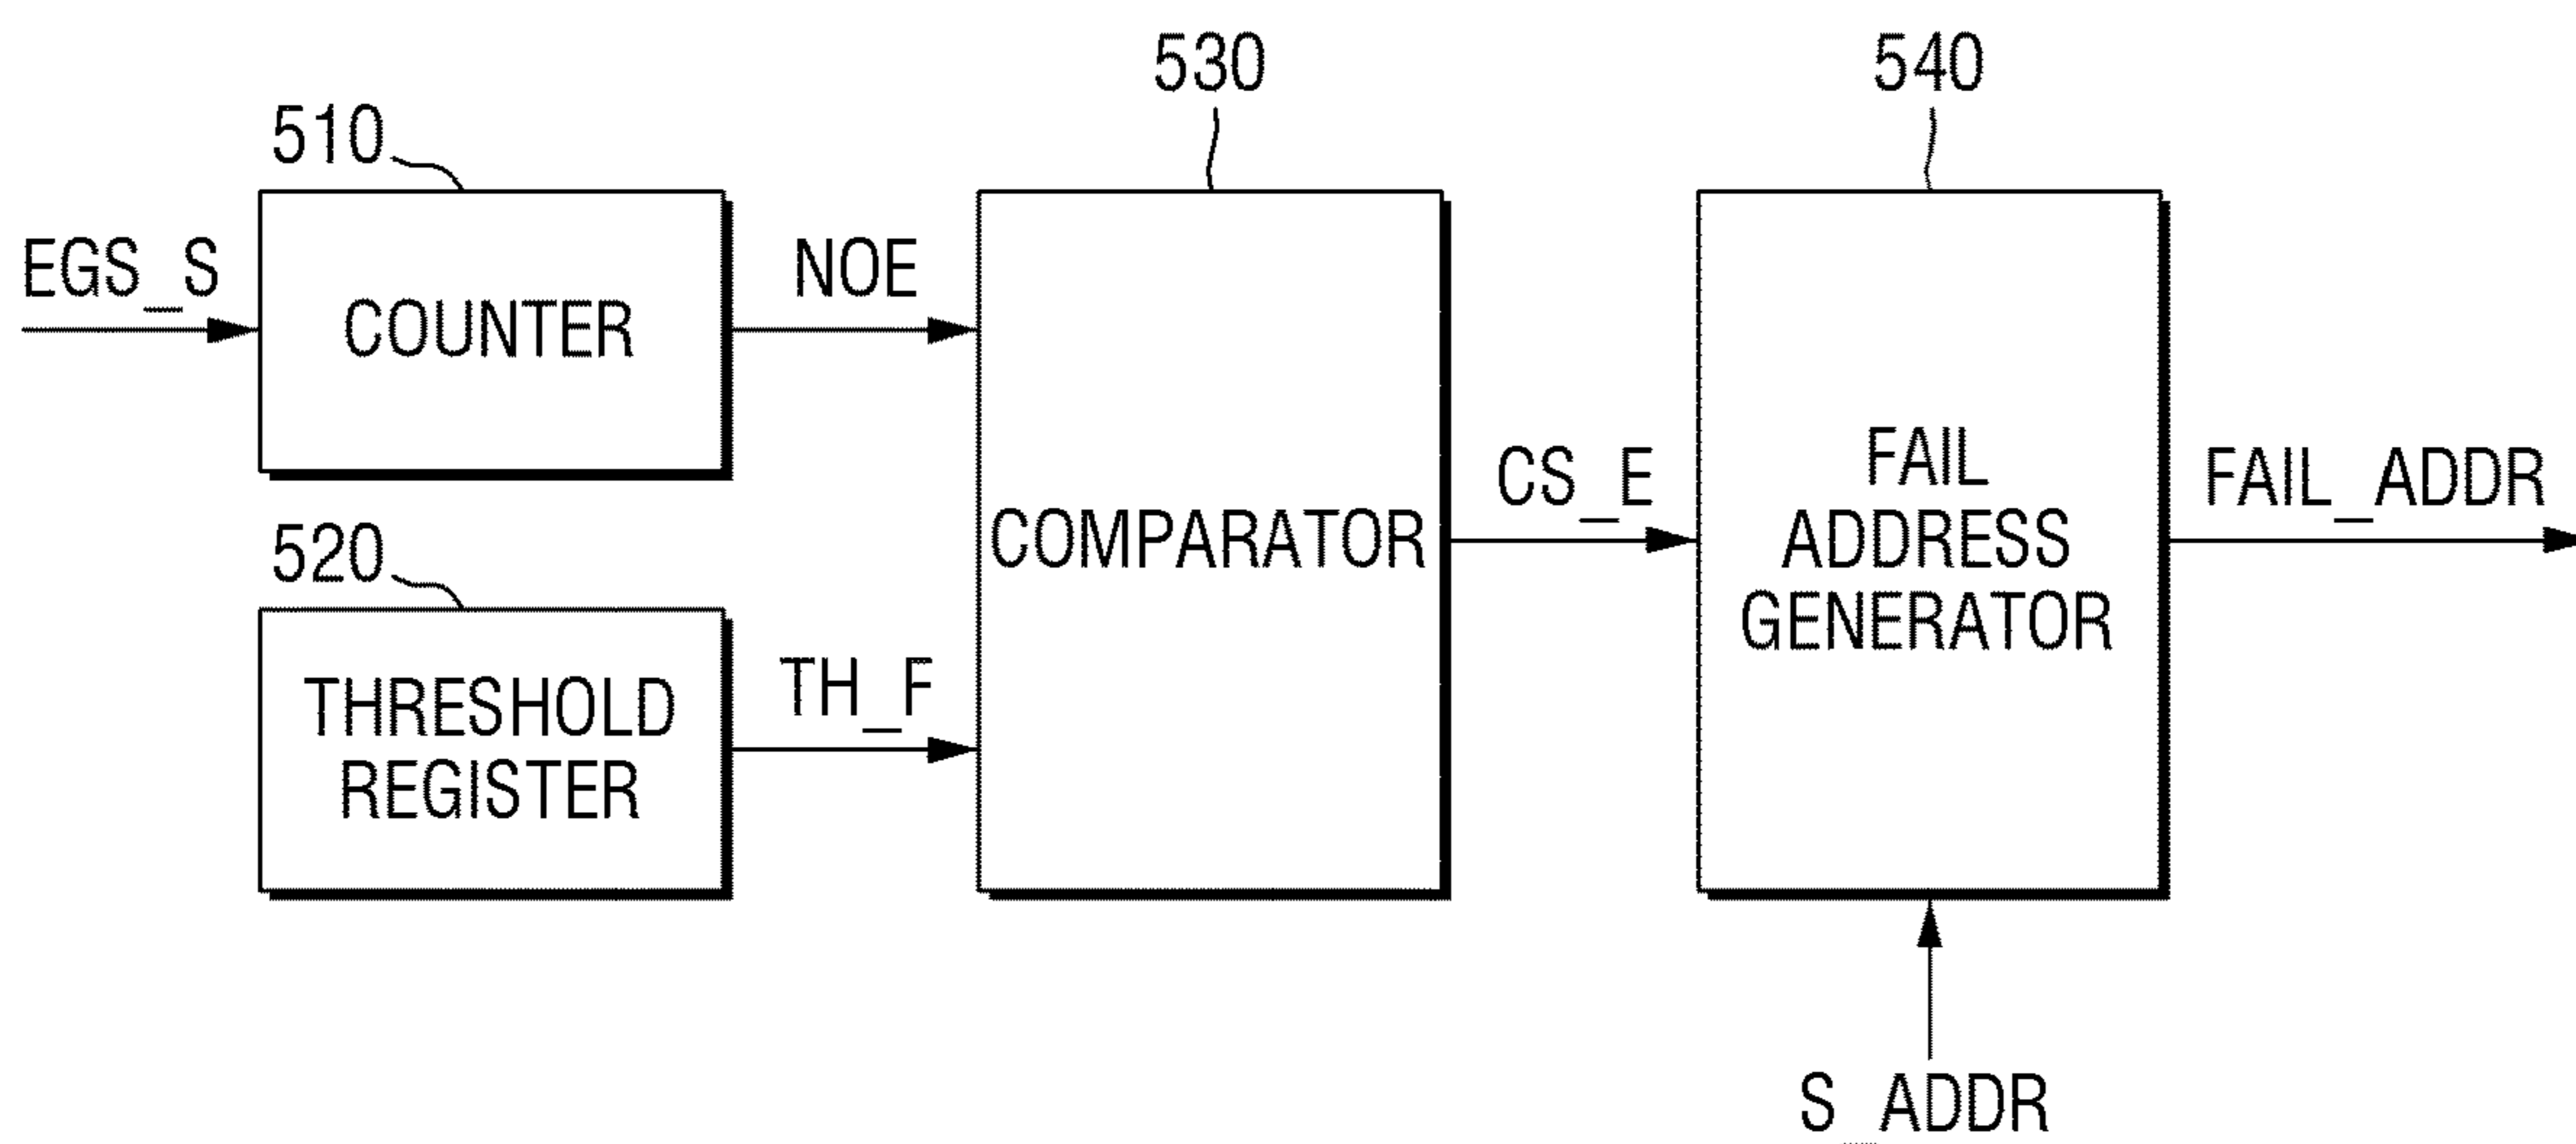 530
540
510
EGS_S
COUNTER
NOE
520
THRESHOLD
REGISTER
TH_F
COMPARATOR
CS_E
FAIL
ADDRESS
GENERATOR
FAIL_ADDR
S_ADDR